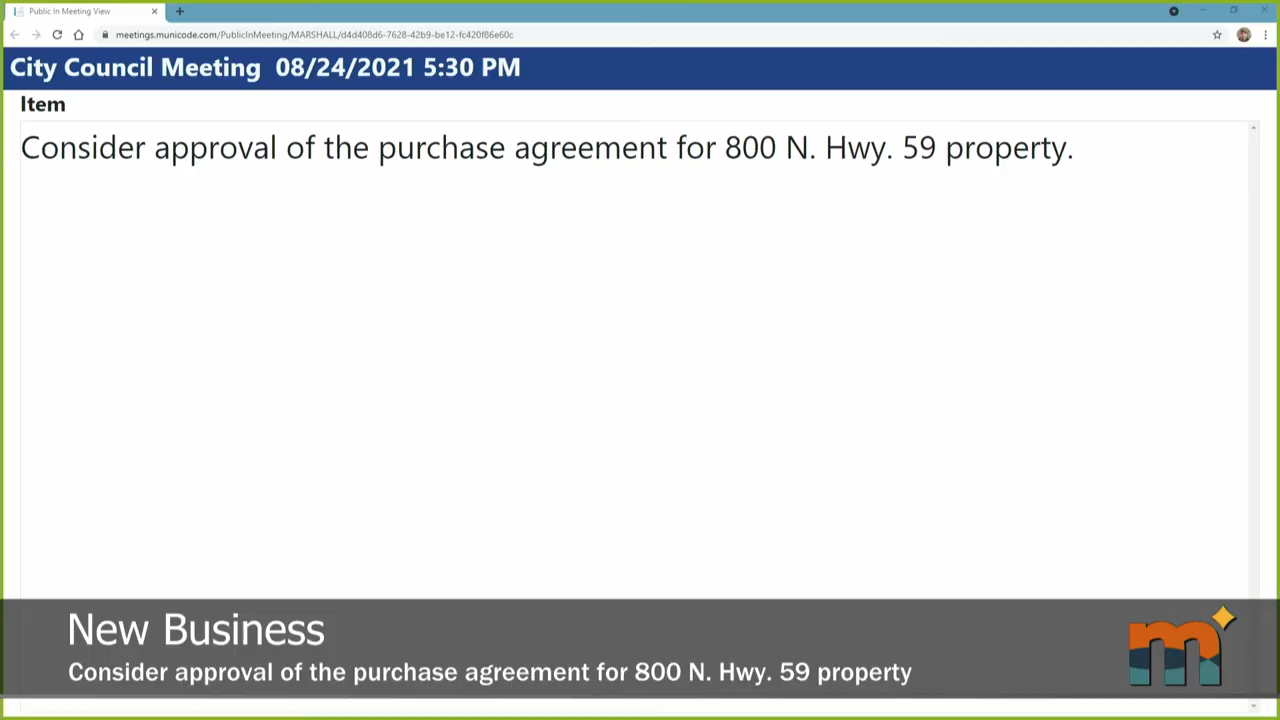 Public In Meeting View
meetings.municode.com/PublicInMeeting/MARSHALL/d4d408d6-7628-42b9-be12-fc420f86e60c
City Council Meeting 08/24/2021 5:30 PM
Item
Consider approval of the purchase agreement for 800 N. Hwy. 59 property.
New Business
Consider approval of the purchase agreement for 800 N. Hwy. 59 property
m